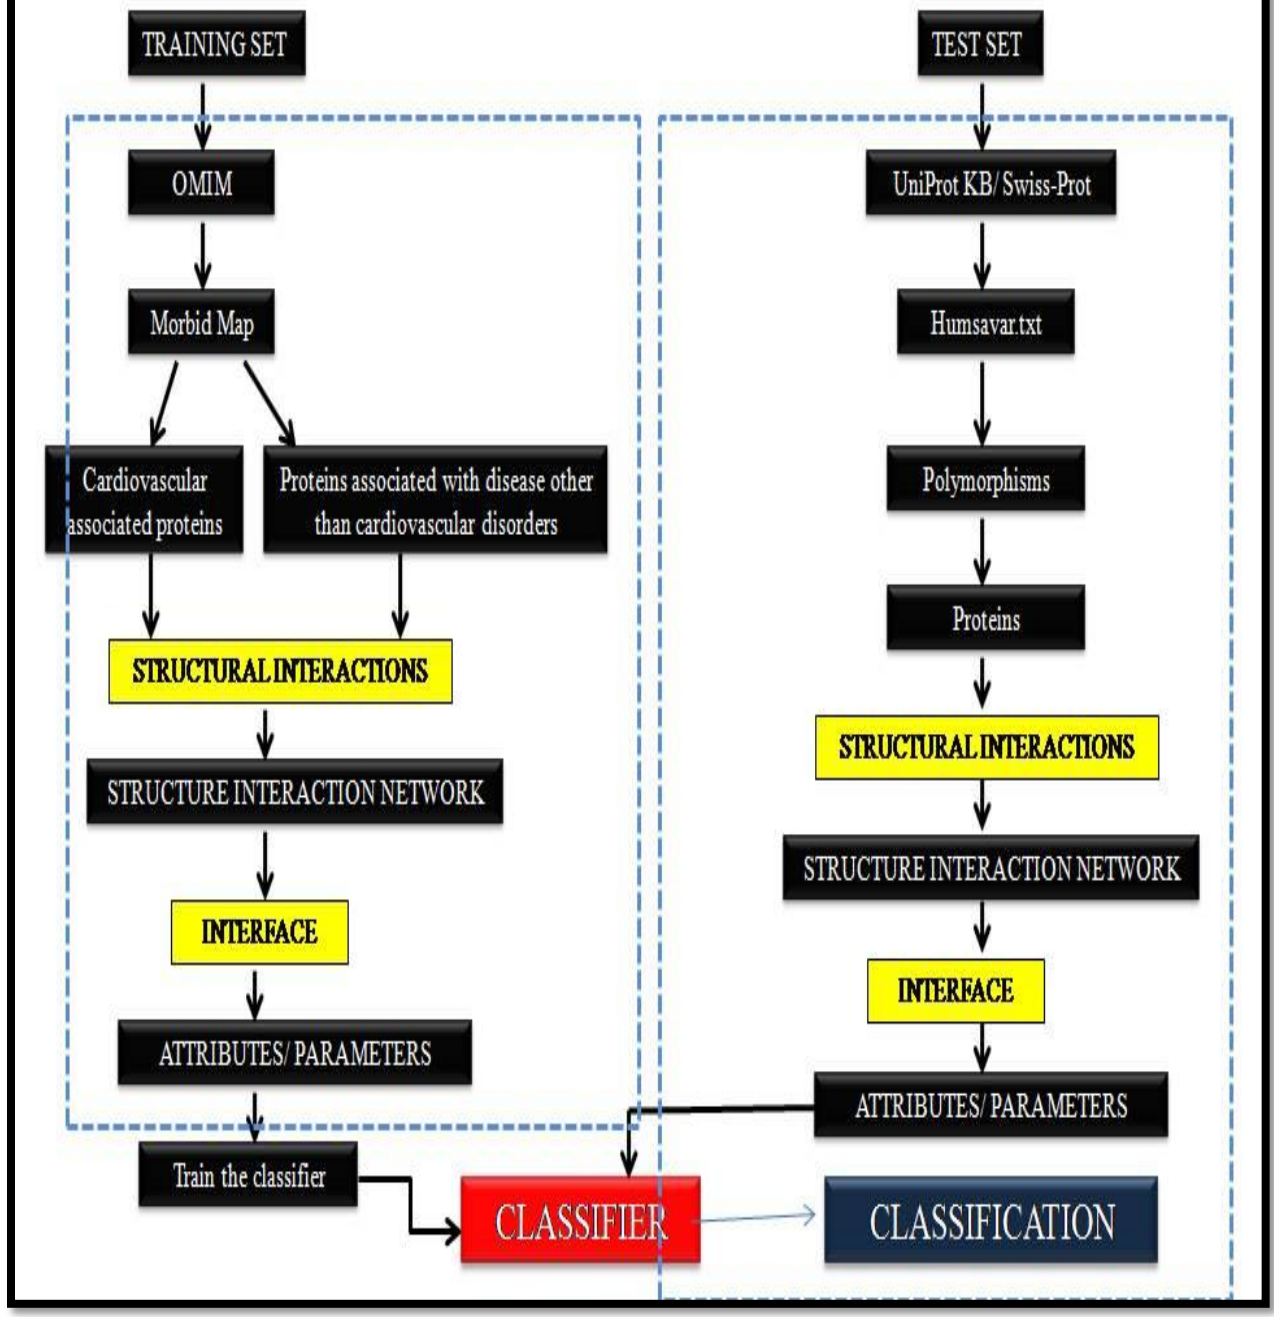 TRAINING SET
OMIM
Morbid Map
Cardiovascular
associated proteins
Proteins associated with disease other
than cardiovascular disorders
STRUCTURAL INTERACTIONS
STRUCTURE INTERACTION NETWORK
INTERFACE
ATTRIBUTES/ PARAMETERS
Train the classifier
TEST SET
UniProt KB/ Swiss-Prot
Humsavar.txt
Polymorphisms
Proteins
STRUCTURAL INTERACTIONS
STRUCTURE INTERACTION NETWORK
INTERFACE
ATTRIBUTES/ PARAMETERS
CLASSIFIER
CLASSIFICATION